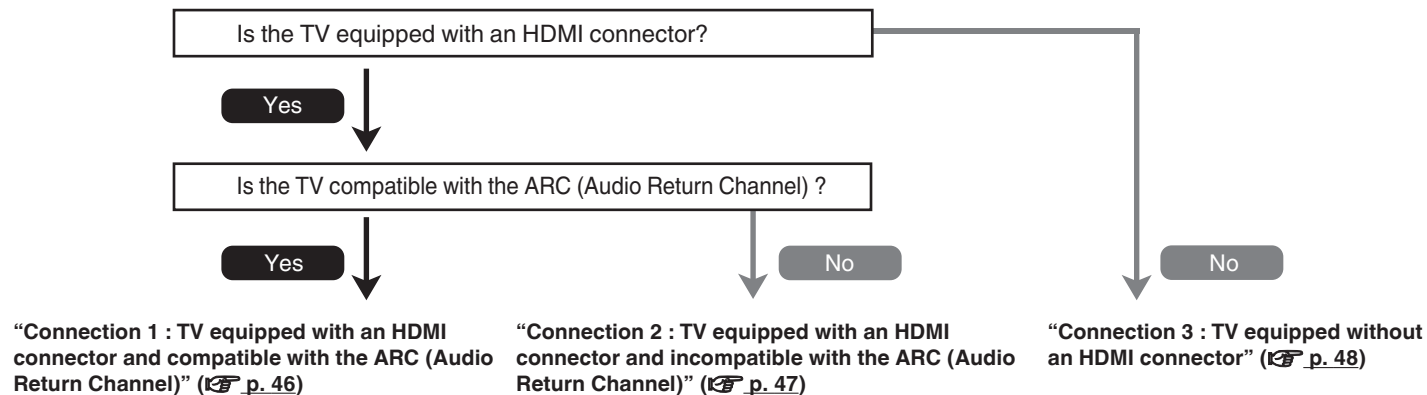 Is the TV equipped with an HDMI connector?
Yes
Is the TV compatible with the ARC (Audio Return Channel) ?
Yes
No
No
“Connection 1 : TV equipped with an HDMI
connector and compatible with the ARC (Audio
Return Channel)” (☞ p. 46)
“Connection 2 : TV equipped with an HDMI
connector and incompatible with the ARC (Audio
Return Channel)” (☞ p. 47)
“Connection 3 : TV equipped without
an HDMI connector” (☞ p. 48)